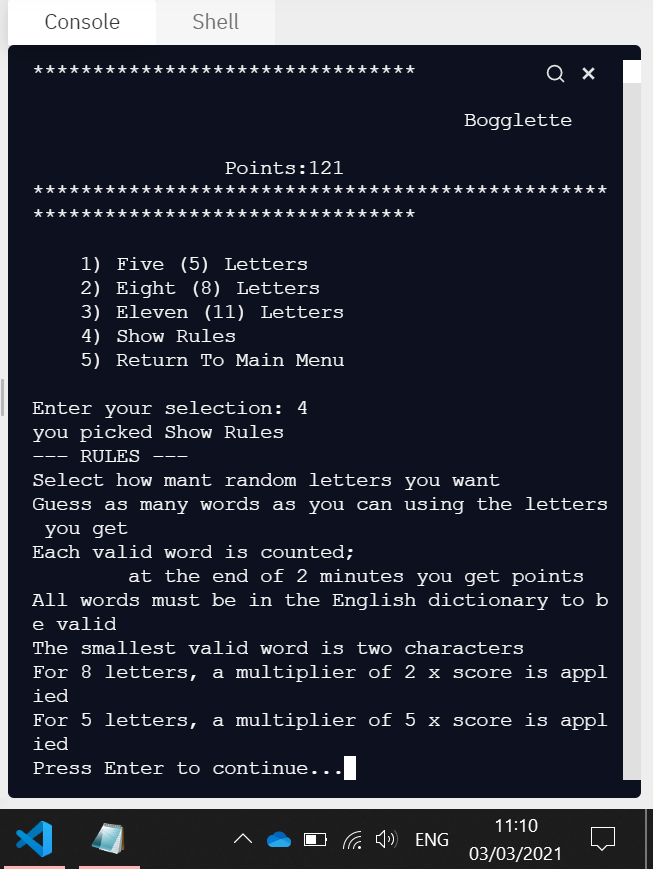 Console Shell
********************************
Bogglette
Points:121
************************************************
********************************
1) Five (5) Letters
2) Eight (8) Letters
3) Eleven (11) Letters
4) Show Rules
5) Return To Main Menu
Enter your selection: 4
you picked Show Rules
--- RULES ---
Select how mant random letters you want
Guess as many words as you can using the letters
you get
Each valid word is counted;
at the end of 2 minutes you get points
All words must be in the English dictionary to b
e valid
The smallest valid word is two characters
For 8 letters, a multiplier of 2 x score is appl
ied
For 5 letters, a multiplier of 5 x score is appl
ied
Press Enter to continue...
ENG
11:10
03/03/2021